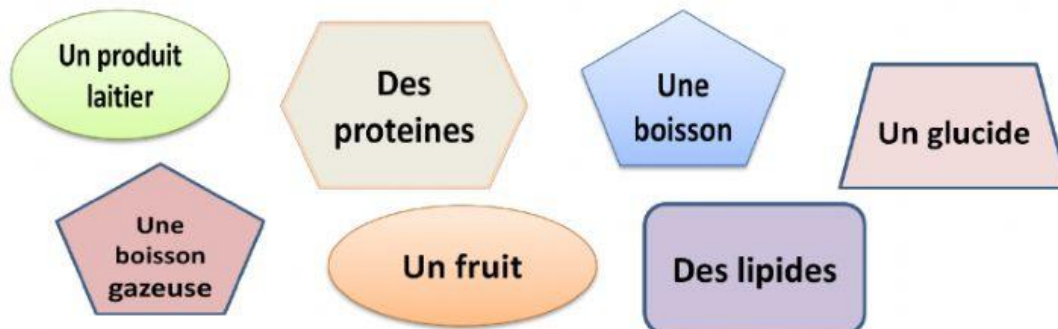 Un produit
laitier
Des
proteines
Une
boisson
Un glucide
Une
boisson
gazeuse
Un fruit
Des lipides